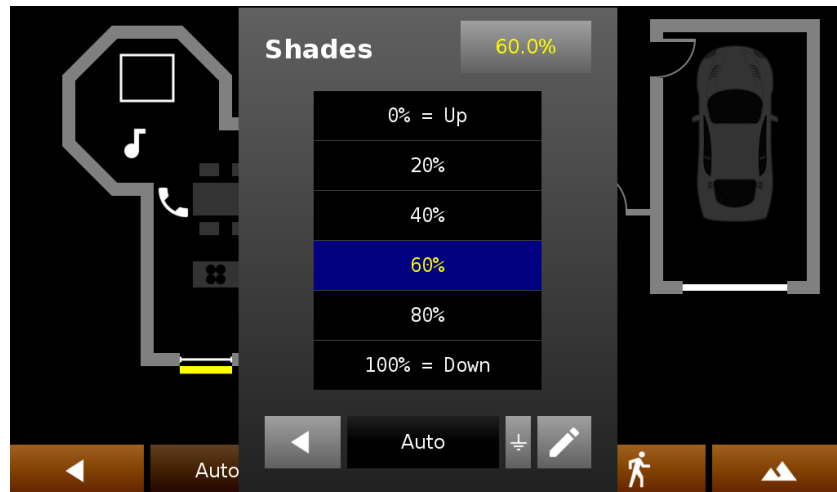 Shades
60.0%
0% = Up
20%
40%
60%
80%
100% = Down
Auto
Auto